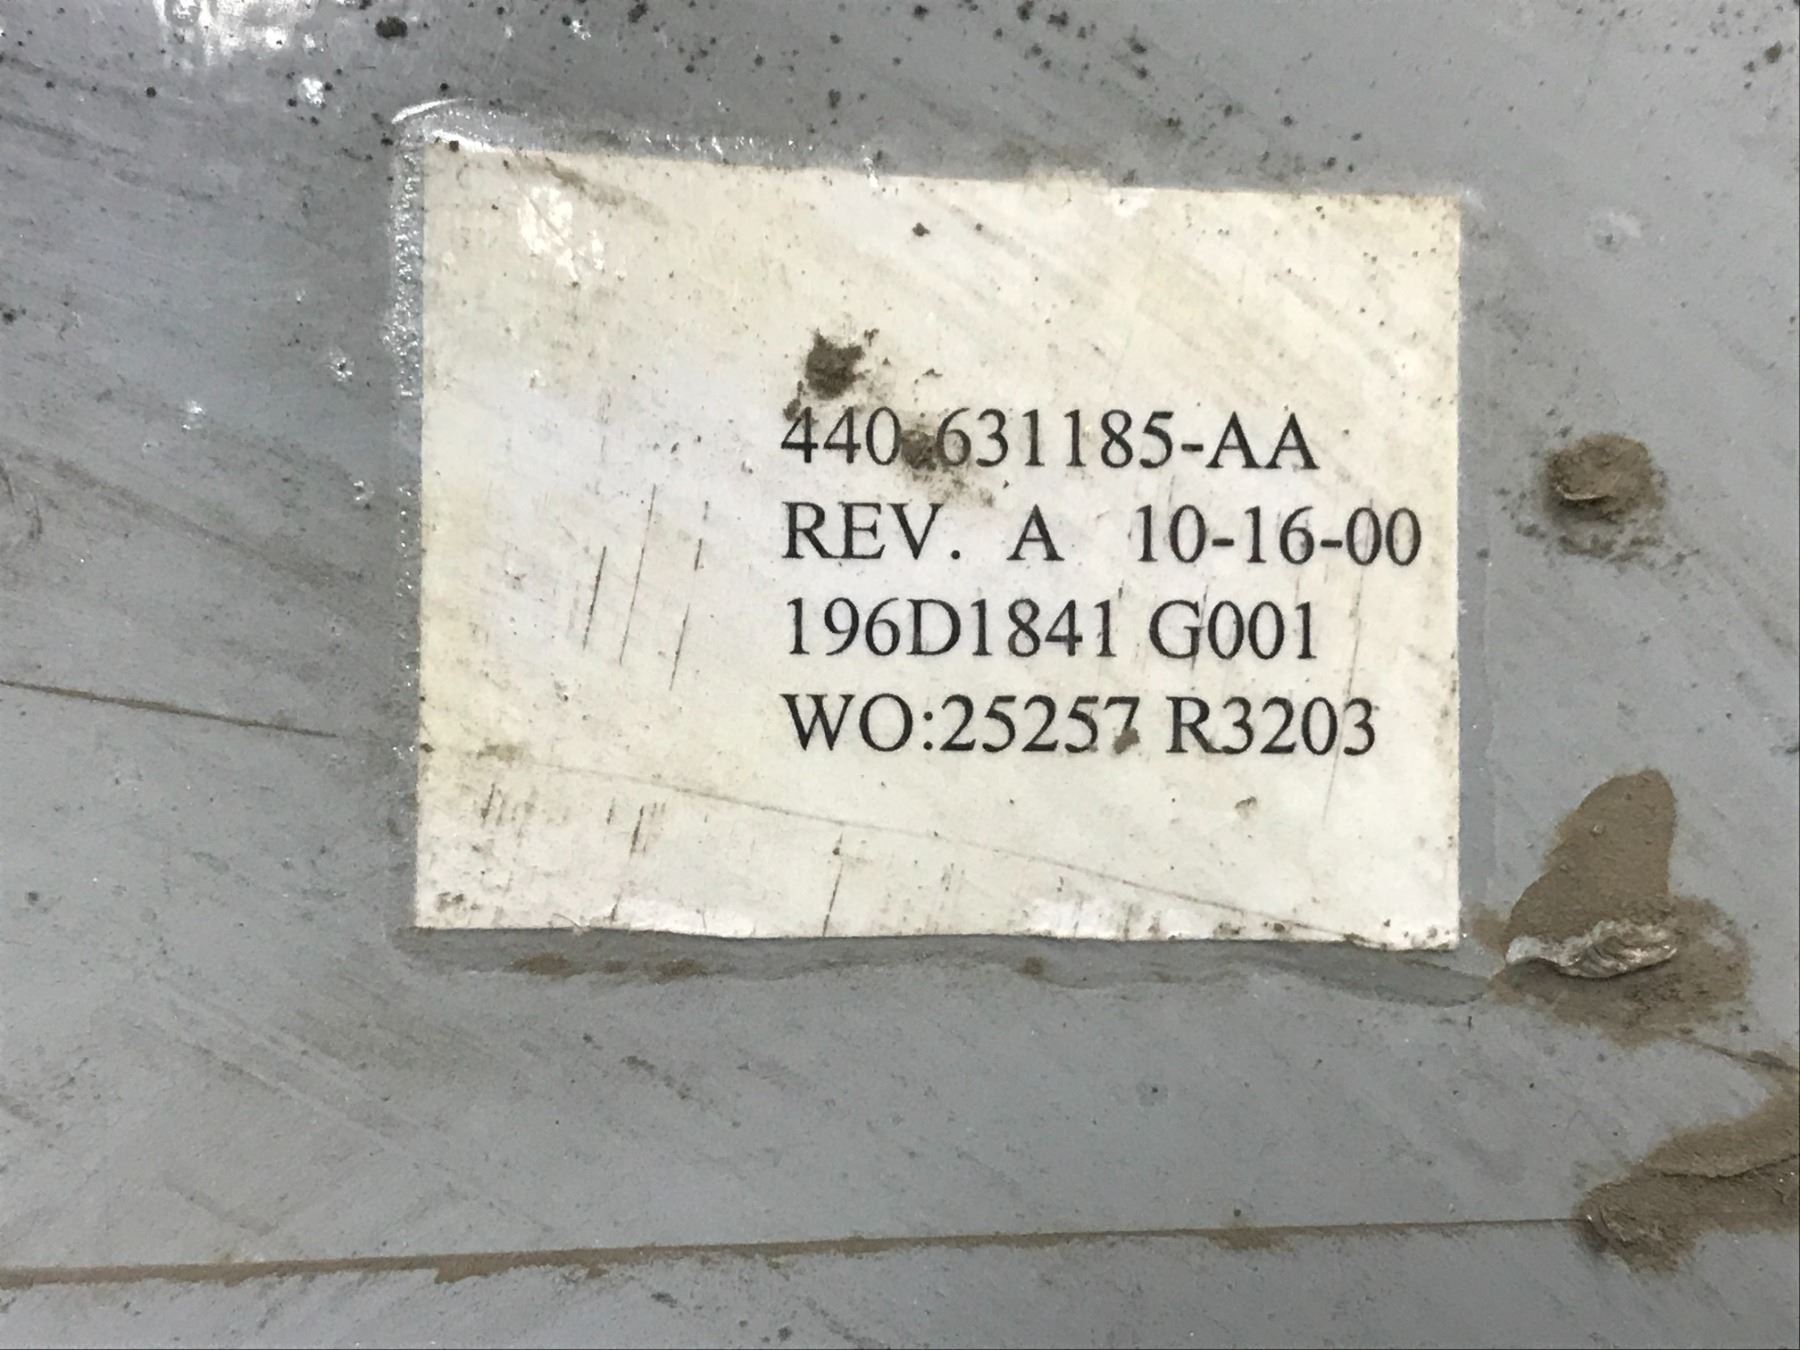 440 631185-AA
REV. A 10-16-00
196D1841 G001
WO:25257 R3203